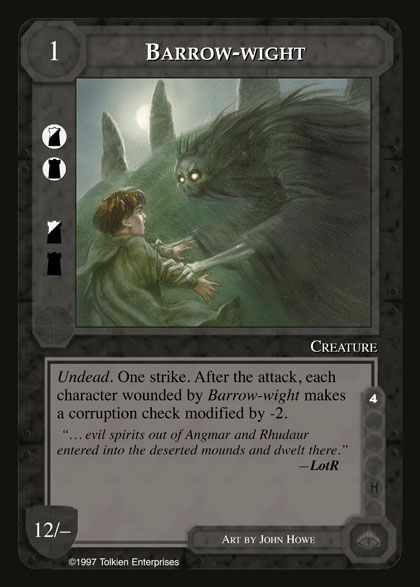 1
BARROW-WIGHT
CREATURE
Undead. One strike. After the attack, each
character wounded by Barrow-wight makes
a corruption check modified by -2.
“… evil spirits out of Angmar and Rhudaur
entered into the deserted mounds and dwelt there.”
—LotR
4
12/–
ART BY JOHN HOWE
©1997 Tolkien Enterprises